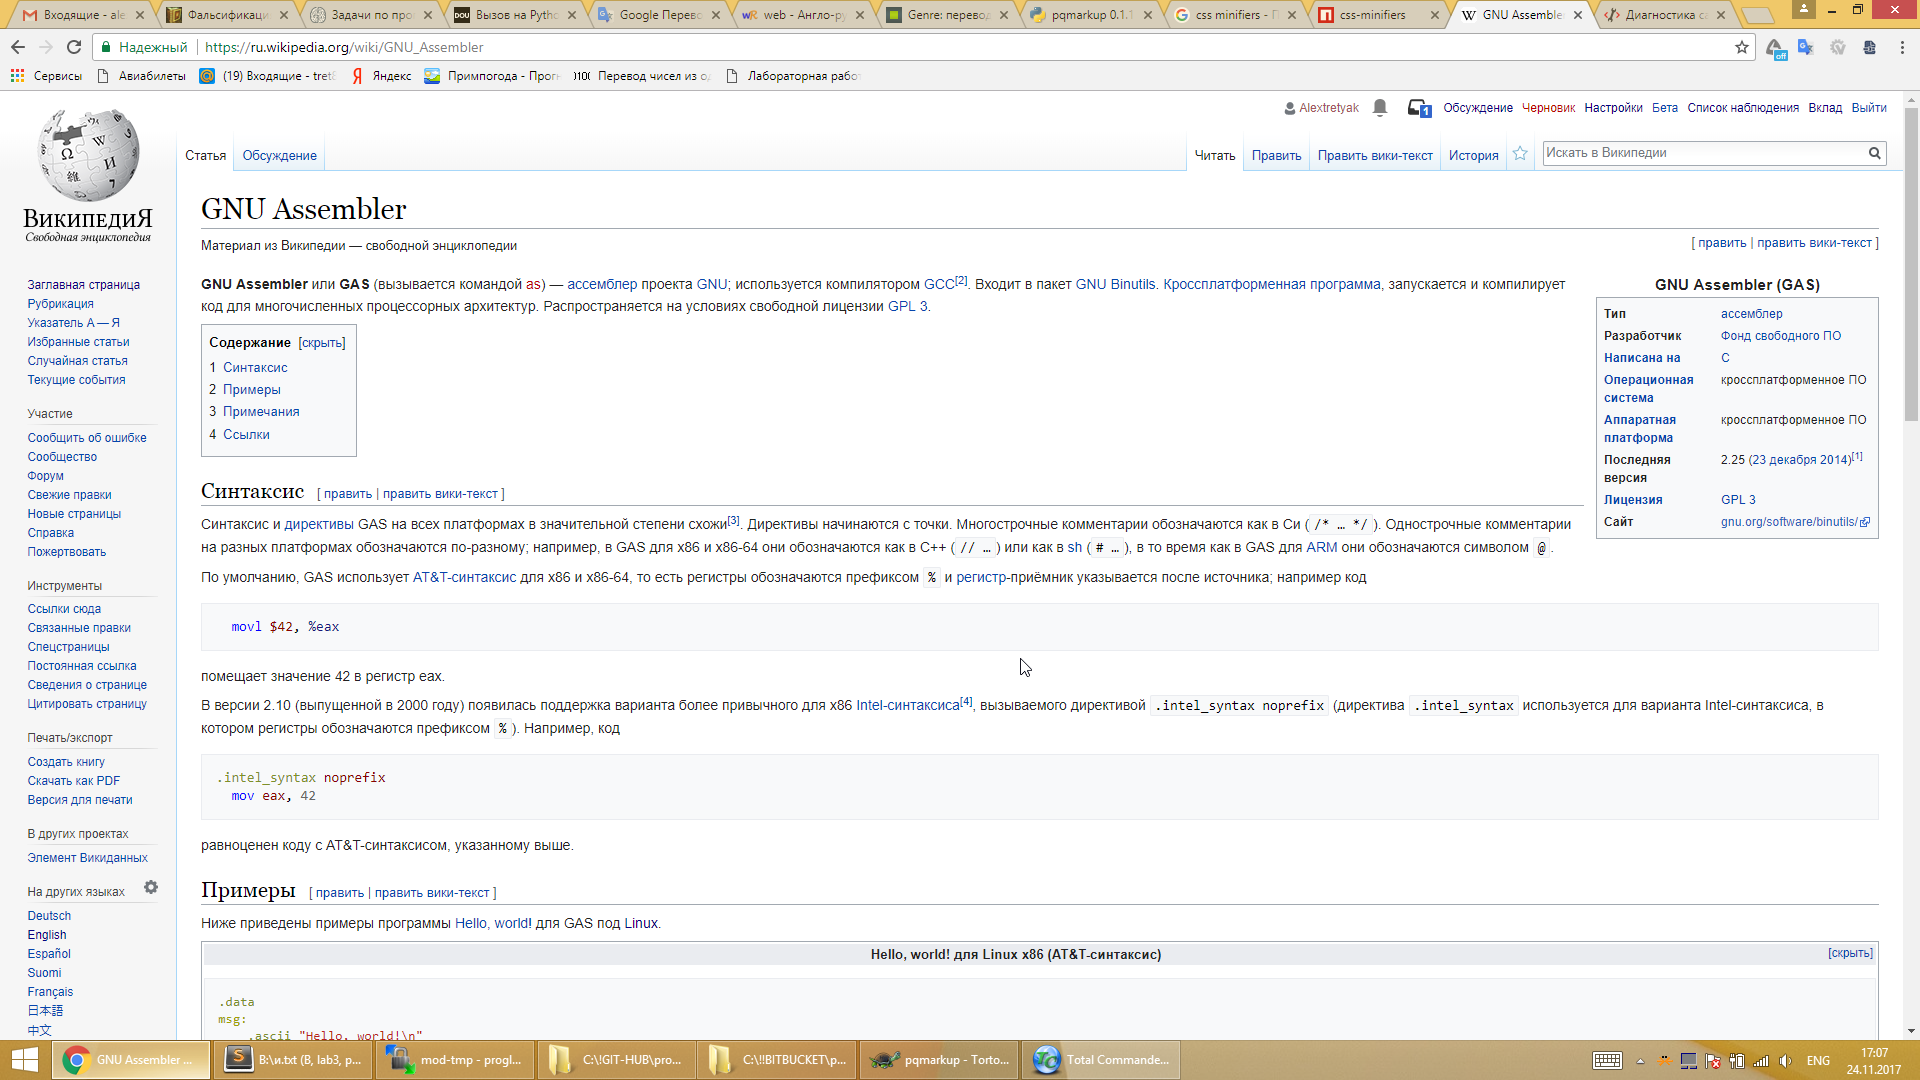 Входящие - ale
Фальсификаци
Задачи по про
Вызов на Pyth
Google Перево
web - Англо-ру
Genre: перевод
pqmarkup 0.1.1
css minifiers - П
css-minifiers
GNU Assemble
Диагностика са
Надежный
https://ru.wikipedia.org/wiki/GNU_Assembler
Сервисы
Авиабилеты
(19) Входящие - tret
Яндекс
Примпогода - Прог
Перевод чисел из о
Лабораторная рабо
Alextretyak
1
Обсуждение Черновик Настройки Бета Список наблюдения Вклад Выйти
ВикипедиЯ
Свободная энциклопедия
Статья Обсуждение
Читать Править Править вики-текст История
Искать в Википедии
Заглавная страница
Рубрикация
Указатель А — Я
Избранные статьи
Случайная статья
Текущие события
Участие
Сообщить об ошибке
Сообщество
Форум
Свежие правки
Новые страницы
Справка
Пожертвовать
Инструменты
Ссылки сюда
Связанные правки
Спецстраницы
Постоянная ссылка
Сведения о странице
Цитировать страницу
Печать/экспорт
Создать книгу
Скачать как PDF
Версия для печати
В других проектах
Элемент Викиданных
На других языках
Deutsch
English
Español
Suomi
Français
日本語
中文
GNU Assembler
Материал из Википедии — свободной энциклопедии
[ править | править вики-текст ]
GNU Assembler или GAS (вызывается командой as) — ассемблер проекта GNU; используется компилятором GCC[2]. Входит в пакет GNU Binutils. Кроссплатформенная программа, запускается и компилирует
код для многочисленных процессорных архитектур. Распространяется на условиях свободной лицензии GPL 3.
GNU Assembler (GAS)
Тип ассемблер
Разработчик Фонд свободного ПО
Написана на C
Операционная система кроссплатформенное ПО
Аппаратная платформа кроссплатформенное ПО
Последняя версия 2.25 (23 декабря 2014)[1]
Лицензия GPL 3
Сайт gnu.org/software/binutils/
Содержание [скрыть]
1 Синтаксис
2 Примеры
3 Примечания
4 Ссылки
Синтаксис [ править | править вики-текст ]
Синтаксис и директивы GAS на всех платформах в значительной степени схожи[3]. Директивы начинаются с точки. Многострочные комментарии обозначаются как в Си ( /* … */ ). Однострочные комментарии
на разных платформах обозначаются по-разному; например, в GAS для x86 и x86-64 они обозначаются как в C++ ( // … ) или как в sh ( # … ), в то время как в GAS для ARM они обозначаются символом @ .
По умолчанию, GAS использует AT&T-синтаксис для x86 и x86-64, то есть регистры обозначаются префиксом % и регистр-приёмник указывается после источника; например код
movl $42, %eax
помещает значение 42 в регистр eax.
В версии 2.10 (выпущенной в 2000 году) появилась поддержка варианта более привычного для x86 Intel-синтаксиса[4], вызываемого директивой .intel_syntax noprefix (директива .intel_syntax используется для варианта Intel-синтаксиса, в
котором регистры обозначаются префиксом % ). Например, код
.intel_syntax noprefix
mov eax, 42
равноценен коду с AT&T-синтаксисом, указанному выше.
Примеры [ править | править вики-текст ]
Ниже приведены примеры программы Hello, world! для GAS под Linux.
Hello, world! для Linux x86 (AT&T-синтаксис) [скрыть]
.data
msg:
.ascii "Hello, world!\n"
GNU Assembler ...
B:\и.txt (B, lab3, p...
mod-tmp - progl...
C:\!GIT-HUB\pro...
C:\!!BITBUCKET\p...
pqmarkup - Torto...
Total Commande...
ENG
17:07
24.11.2017